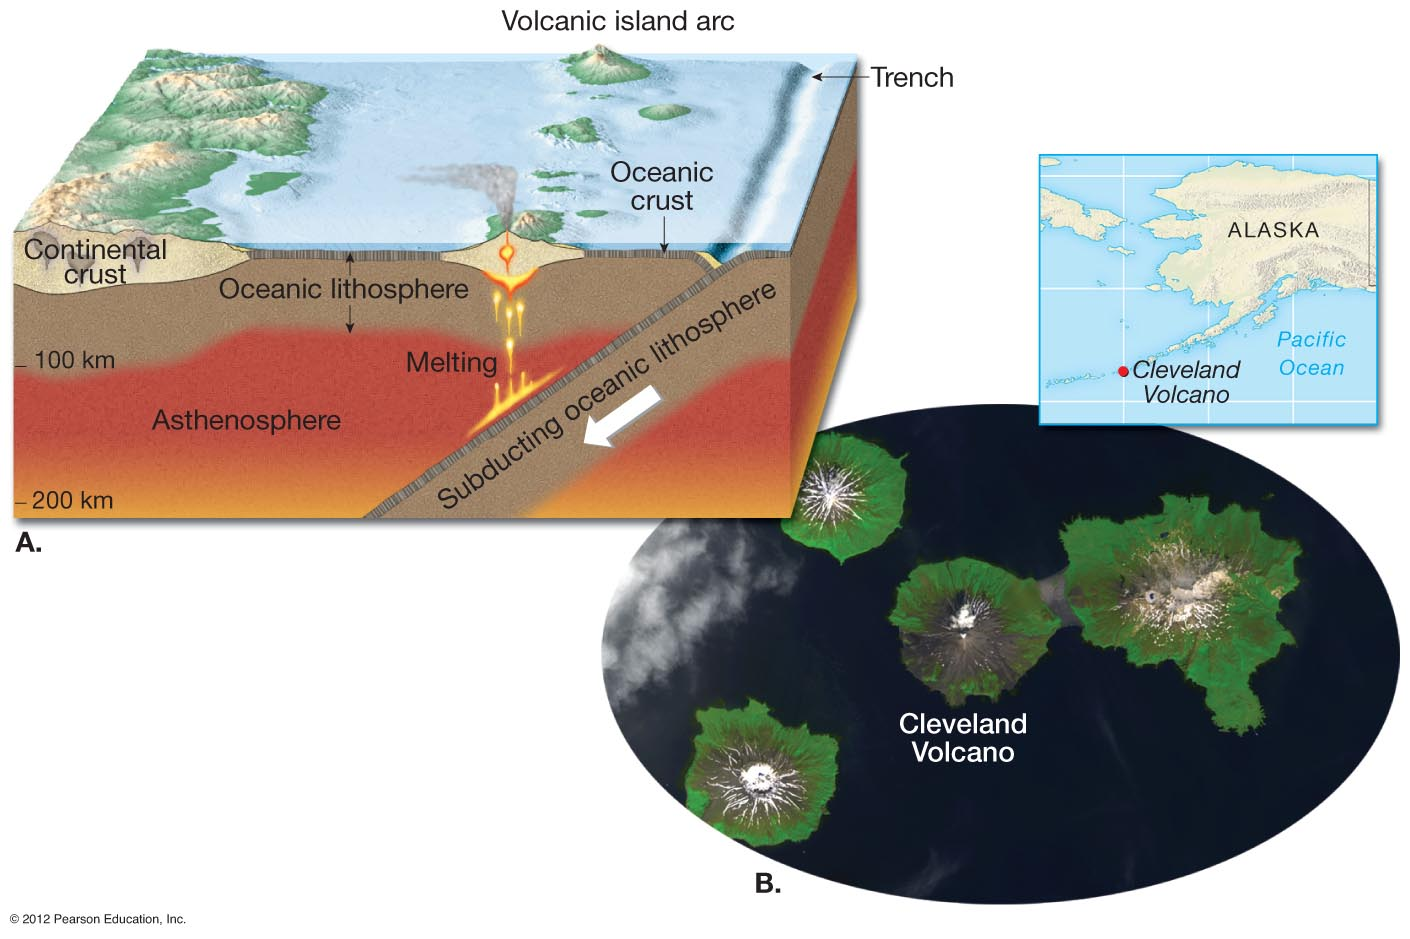 Volcanic island arc
Trench
Oceanic
crust
Continental
crust
Oceanic lithosphere
100 km
Melting
Subducting oceanic lithosphere
Asthenosphere
200 km
A.
ALASKA
Pacific
Ocean
Cleveland
Volcano
Cleveland
Volcano
B.
© 2012 Pearson Education, Inc.